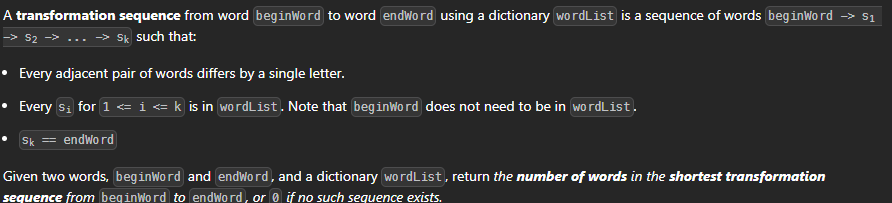 A transformation sequence from word beginWord to word endWord using a dictionary wordList is a sequence of words beginWord -> s1
-> s2 -> ... -> sk such that:
• Every adjacent pair of words differs by a single letter.
• Every si for 1 <= i <= k is in wordList. Note that beginWord does not need to be in wordList.
• sk == endWord
Given two words, beginWord and endWord, and a dictionary wordList, return the number of words in the shortest transformation
sequence from beginWord to endWord, or 0 if no such sequence exists.